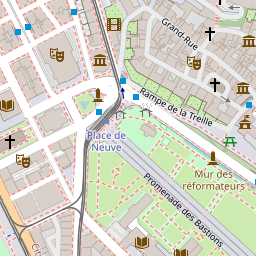 Grand-Rue
Rampe de la Treille
Place de
Neuve
Mur des
réformateurs
Promenade des Bastions